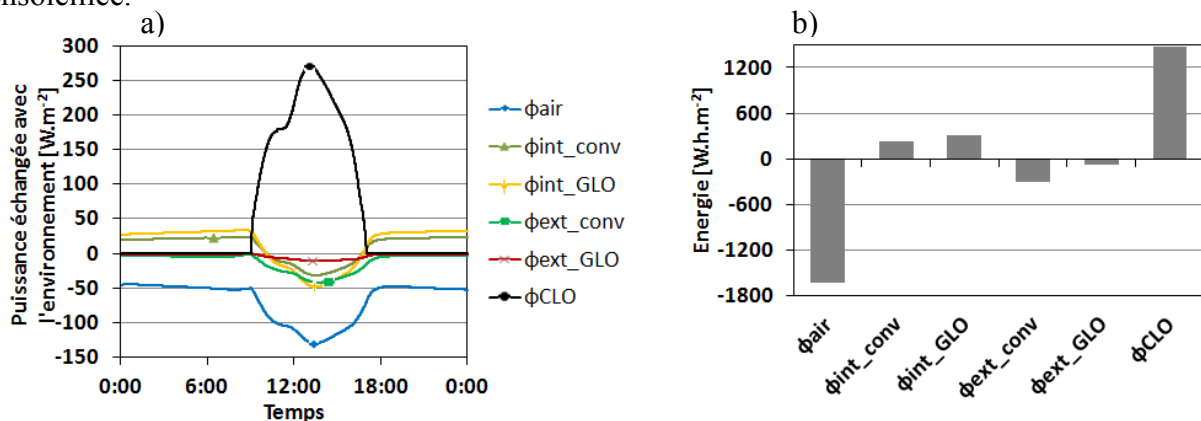 a)
b)
Puissance échangée avec
l'environnement [W.m-2]
300
250
200
150
100
50
0
-50
-100
-150
0:00 6:00 12:00 18:00 0:00
Temps
ϕair
ϕint_conv
ϕint_GLO
ϕext_conv
ϕext_GLO
ϕCLO
Energie [W.h.m-2]
1200
600
0
-600
-1200
-1800
ϕair
ϕint_conv
ϕint_GLO
ϕext_conv
ϕext_GLO
ϕCLO